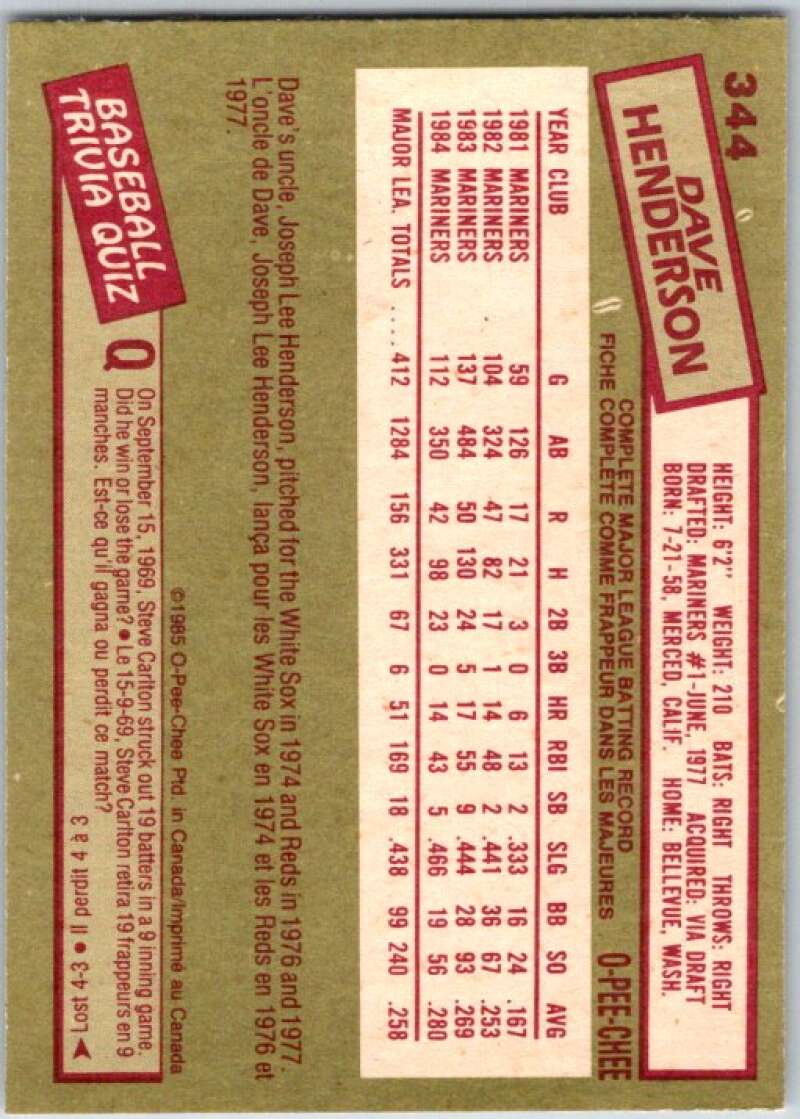 344
DAVE
HENDERSON
HEIGHT: 6'2" WEIGHT: 210 BATS: RIGHT THROWS: RIGHT
DRAFTED: MARINERS #1-JUNE, 1977 ACQUIRED: VIA DRAFT
BORN: 7-21-58, MERCED, CALIF. HOME: BELLEVUE, WASH.
COMPLETE MAJOR LEAGUE BATTING RECORD
FICHE COMPLÈTE COMME FRAPPEUR DANS LES MAJEURES
O-PEE-CHEE
YEAR CLUB G AB R H 2B 3B HR RBI SB SLG BB SO AVG
1981 MARINERS 59 126 17 21 3 0 6 13 2 .333 16 24 .167
1982 MARINERS 104 324 47 82 17 1 14 48 2 .441 36 67 .253
1983 MARINERS 137 484 50 130 24 5 17 55 9 .444 28 93 .269
1984 MARINERS 112 350 42 98 23 0 14 43 5 .466 19 56 .280
MAJOR LEA. TOTALS ....412 1284 156 331 67 6 51 169 18 .438 99 240 .258
Dave's uncle, Joseph Lee Henderson, pitched for the White Sox in 1974 and Reds in 1976 and 1977.
L'oncle de Dave, Joseph Lee Henderson, lança pour les White Sox en 1974 et les Reds en 1976 et
1977.
©1985 O-Pee-Chee Ptd. in Canada/Imprimé au Canada
BASEBALL
TRIVIA QUIZ
Q
On September 15, 1969, Steve Carlton struck out 19 batters in a 9 inning game.
Did he win or lose the game? ● Le 15-9-69, Steve Carlton retira 19 frappeurs en 9
manches. Est-ce qu'il gagna ou perdit ce match?
Lost 4-3 ● Il perdit 4 à 3